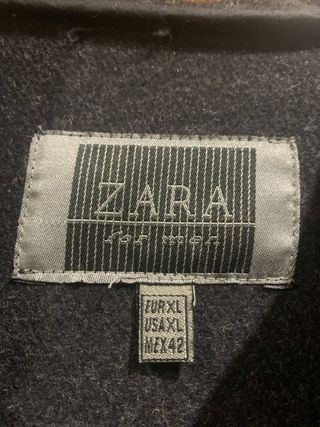 ZARA
for men
EUR XL
USA XL
MEX 42